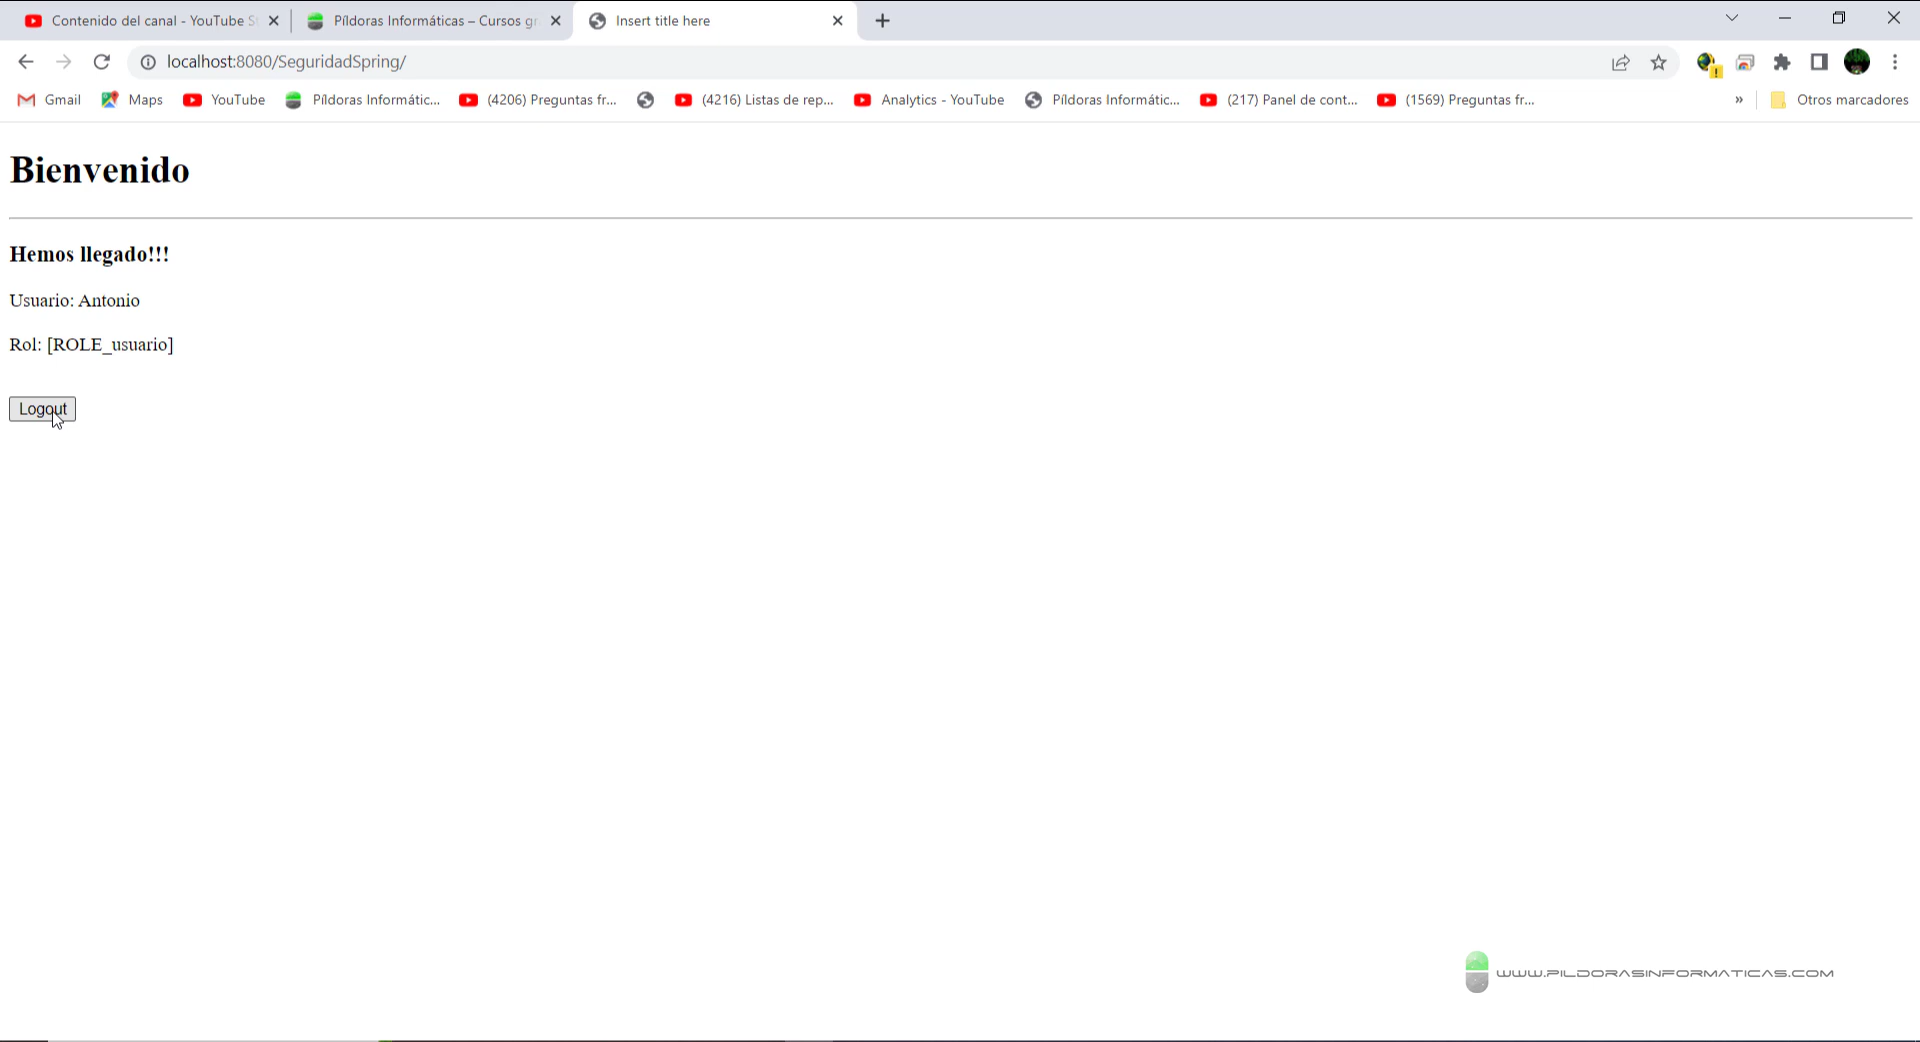 Contenido del canal - YouTube S
Píldoras Informáticas – Cursos gr
Insert title here
localhost:8080/SeguridadSpring/
Gmail
Maps
YouTube
Píldoras Informátic...
(4206) Preguntas fr...
(4216) Listas de rep...
Analytics - YouTube
Píldoras Informátic...
(217) Panel de cont...
(1569) Preguntas fr...
»
Otros marcadores
Bienvenido
Hemos llegado!!!
Usuario: Antonio
Rol: [ROLE_usuario]
Logout
WWW.PILDORASINFORMATICAS.COM